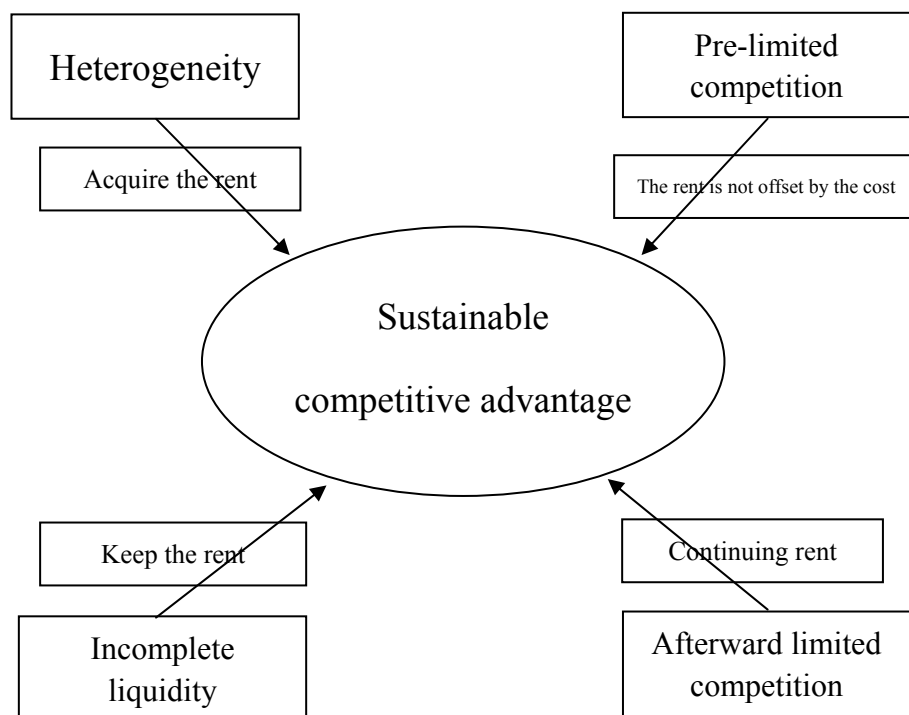 Heterogeneity
Pre-limited
competition
Acquire the rent
The rent is not offset by the cost
Sustainable
competitive advantage
Keep the rent
Continuing rent
Incomplete
liquidity
Afterward limited
competition